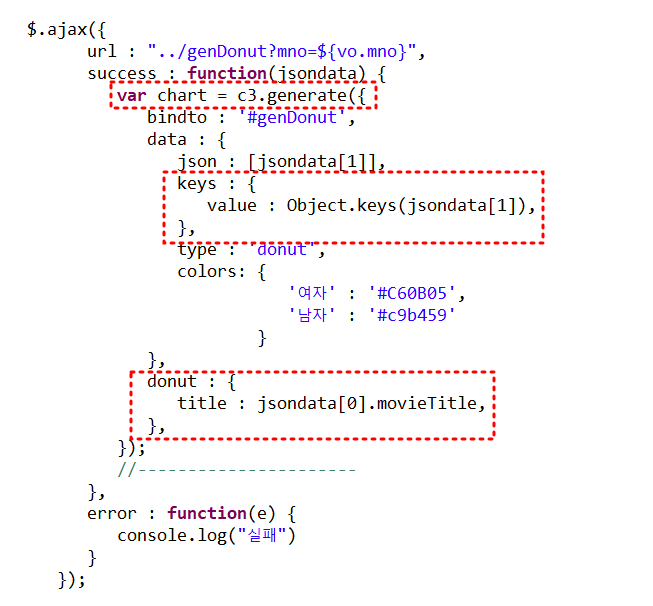 $.ajax({
url : "../genDonut?mno=${vo.mno}",
success : function(jsondata) {
var chart = c3.generate({
bindto : '#genDonut',
data : {
json : [jsondata[1]],
keys : {
value : Object.keys(jsondata[1]),
},
type : 'donut',
colors: {
'여자' : '#C60B05',
'남자' : '#c9b459'
}
},
donut : {
title : jsondata[0].movieTitle,
},
});
//----------------------
},
error : function(e) {
console.log("실패")
}
});